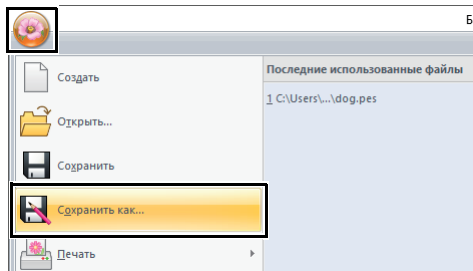 Б
Создать
Открыть...
Сохранить
Сохранить как...
Печать
Последние использованные файлы
1 C:\Users\...\dog.pes